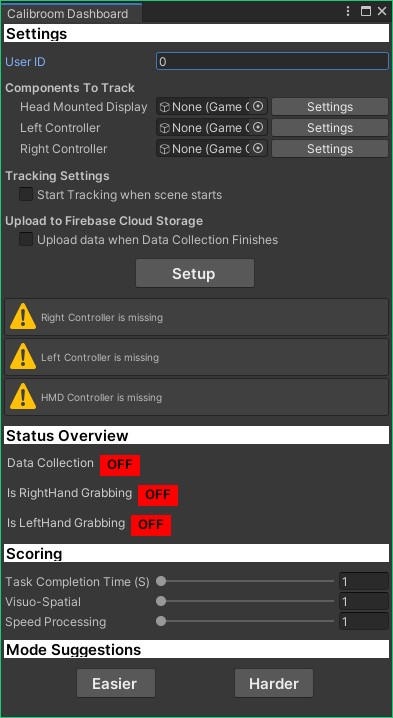 Calibroom Dashboard
Settings
User ID 0
Components To Track
Head Mounted Display None (Game Settings
Left Controller None (Game Settings
Right Controller None (Game Settings
Tracking Settings
Start Tracking when scene starts
Upload to Firebase Cloud Storage
Upload data when Data Collection Finishes
Setup
Right Controller is missing
Left Controller is missing
HMD Controller is missing
Status Overview
Data Collection OFF
Is RightHand Grabbing OFF
Is LeftHand Grabbing OFF
Scoring
Task Completion Time (S) 1
Visuo-Spatial 1
Speed Processing 1
Mode Suggestions
Easier Harder